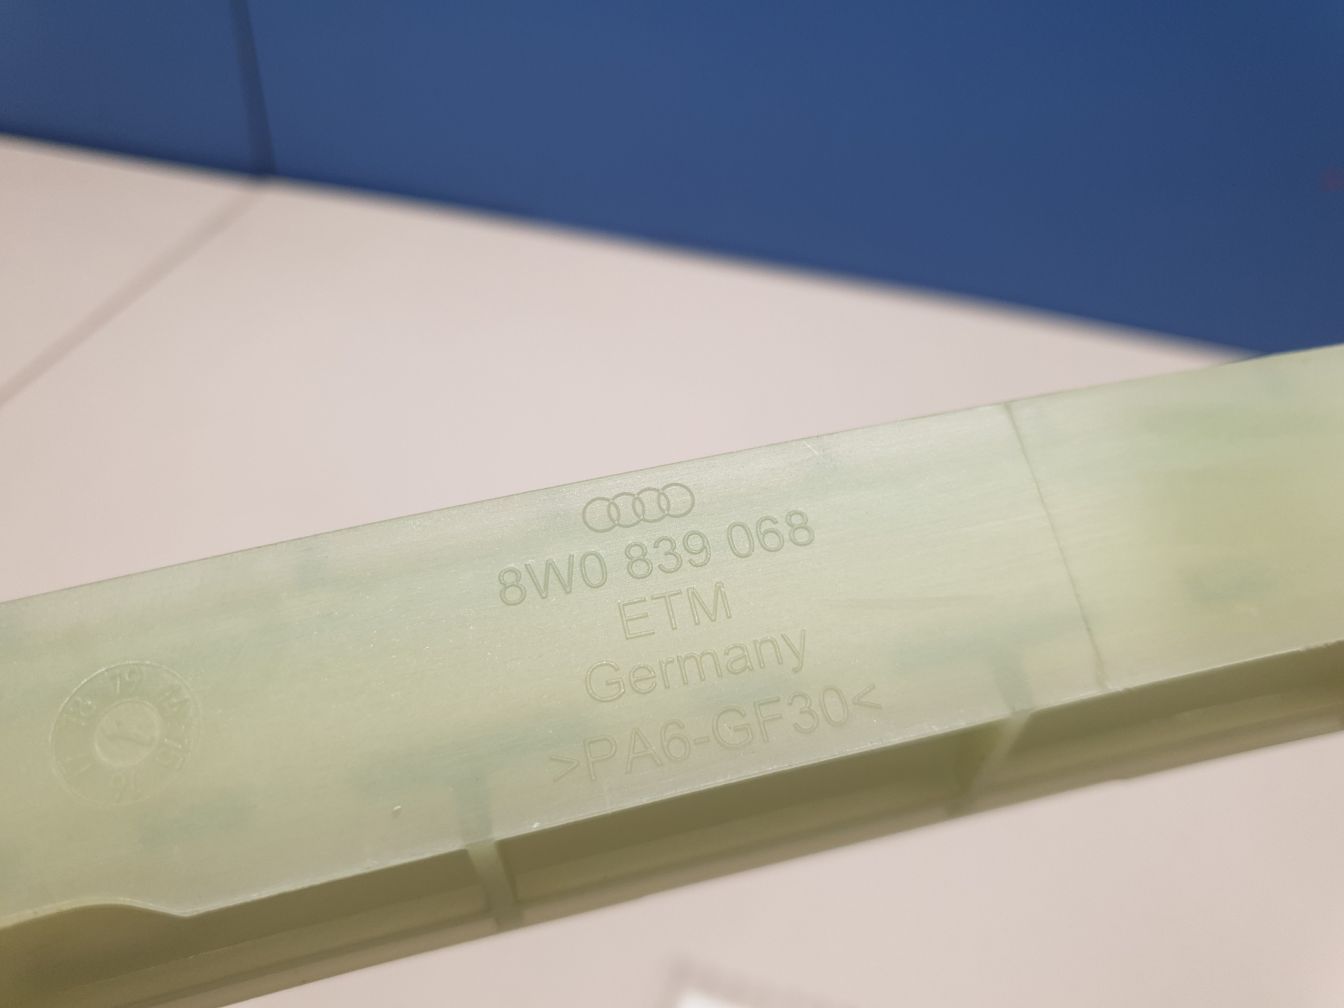 8W0 839 068
ETM
Germany
>PA6-GF30<